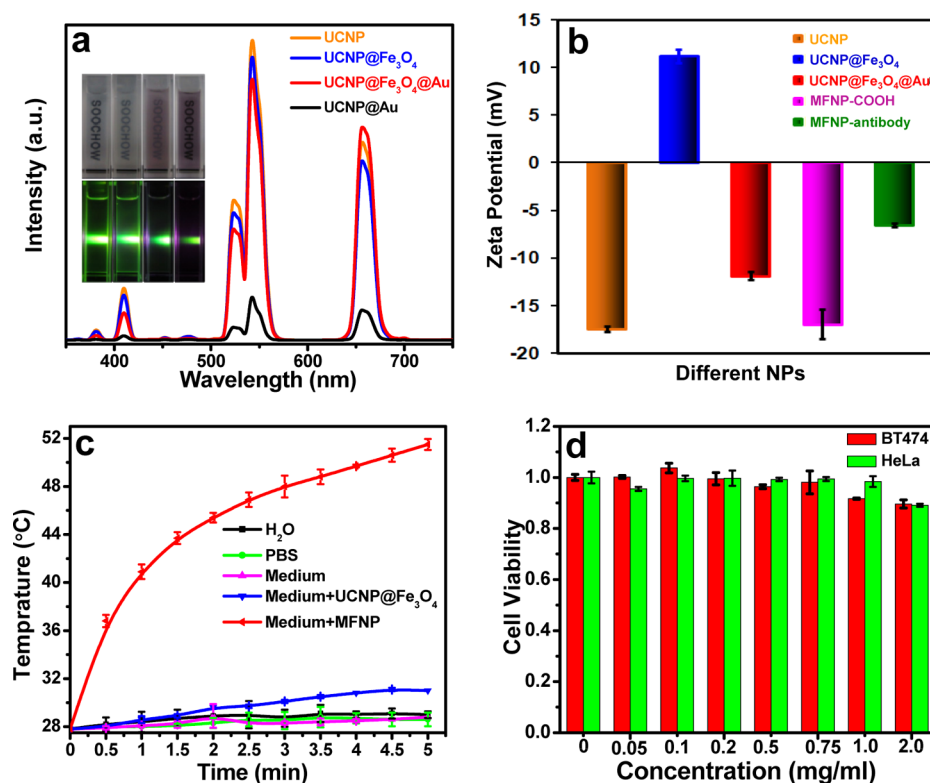 a
UCNP
UCNP@Fe₃O₄
UCNP@Fe₃O₄@Au
UCNP@Au
SOOCHOW
SOOCHOW
SOOCHOW
SOOCHOW
Intensity (a.u.)
400
500
600
700
Wavelength (nm)
b
UCNP
UCNP@Fe₃O₄
UCNP@Fe₃O₄@Au
MFNP-COOH
MFNP-antibody
Zeta Potential (mV)
15
10
5
0
-5
-10
-15
-20
Different NPs
c
Temprature (°C)
52
48
44
40
36
32
28
H₂O
PBS
Medium
Medium+UCNP@Fe₃O₄
Medium+MFNP
0
0.5
1
1.5
2
2.5
3
3.5
4
4.5
5
Time (min)
d
BT474
HeLa
Cell Viability
1.2
1.0
0.8
0.6
0.4
0.2
0.0
0
0.05
0.1
0.2
0.5
0.75
1.0
2.0
Concentration (mg/ml)